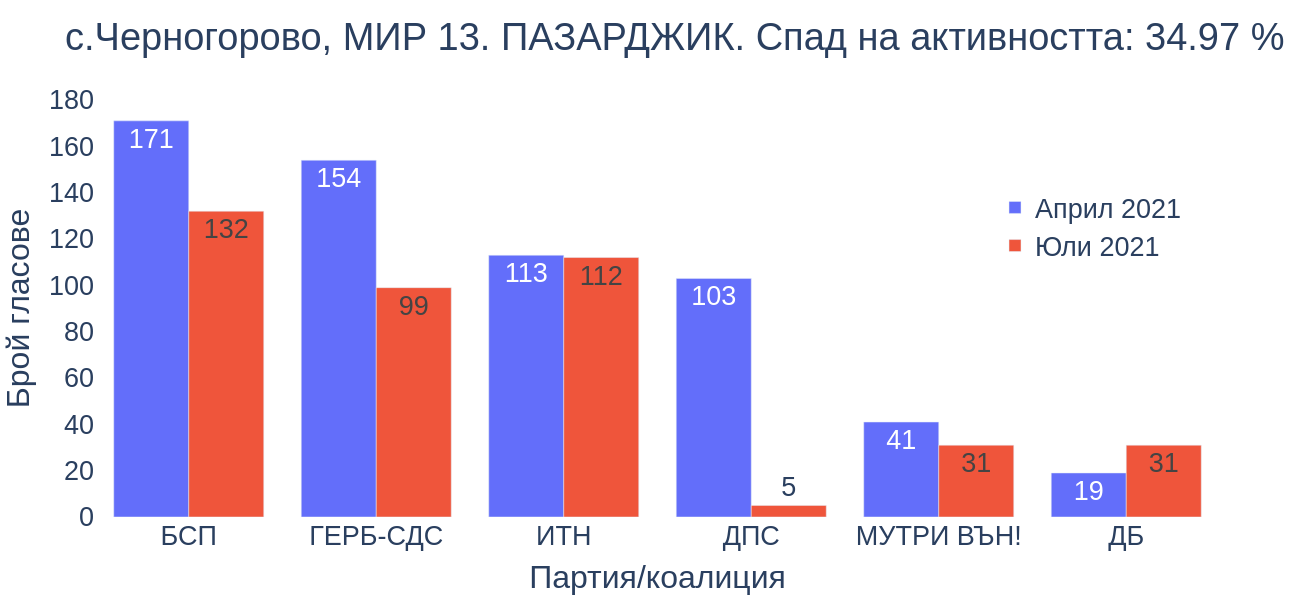 с.Черногорово, МИР 13. ПАЗАРДЖИК. Спад на активността: 34.97 %
180
160
140
120
100
80
60
40
20
0
Брой гласове
171
132
154
99
113
112
103
5
41
31
19
31
Април 2021
Юли 2021
БСП
ГЕРБ-СДС
ИТН
ДПС
МУТРИ ВЪН!
ДБ
Партия/коалиция